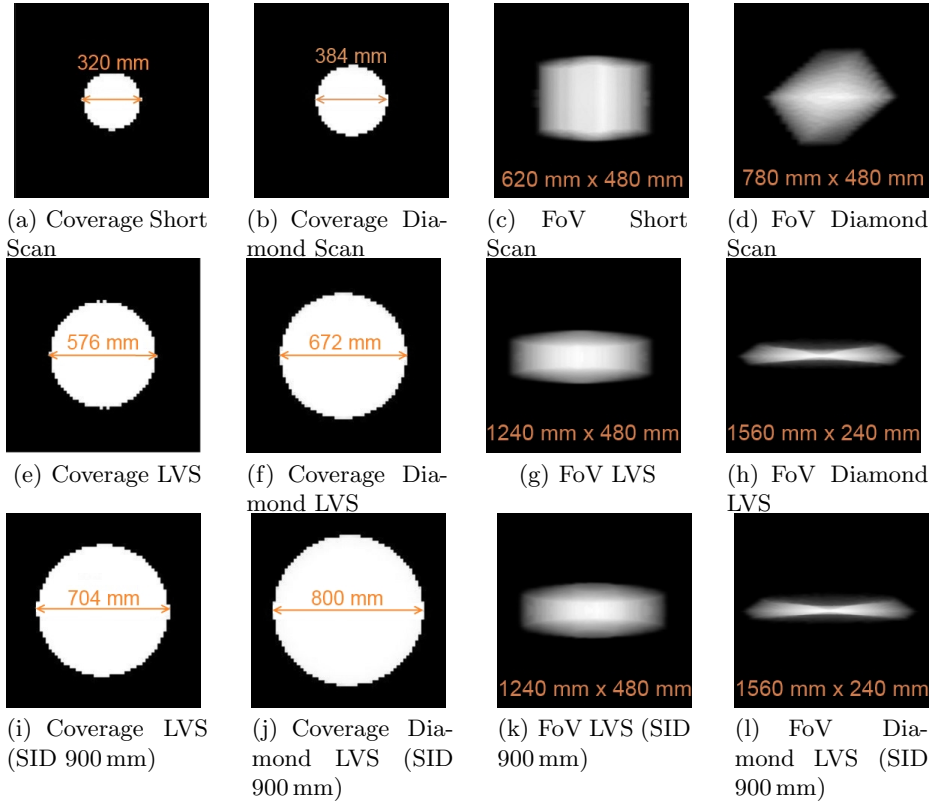 320 mm
384 mm
620 mm x 480 mm
780 mm x 480 mm
(a) Coverage Short
Scan
(b) Coverage Dia-
mond Scan
(c) FoV Short
Scan
(d) FoV Diamond
Scan
576 mm
672 mm
1240 mm x 480 mm
1560 mm x 240 mm
(e) Coverage LVS
(f) Coverage Dia-
mond LVS
(g) FoV LVS
(h) FoV Diamond
LVS
704 mm
800 mm
1240 mm x 480 mm
1560 mm x 240 mm
(i) Coverage LVS
(SID 900 mm)
(j) Coverage Dia-
mond LVS (SID
900 mm)
(k) FoV LVS (SID
900 mm)
(l) FoV Dia-
mond LVS (SID
900 mm)